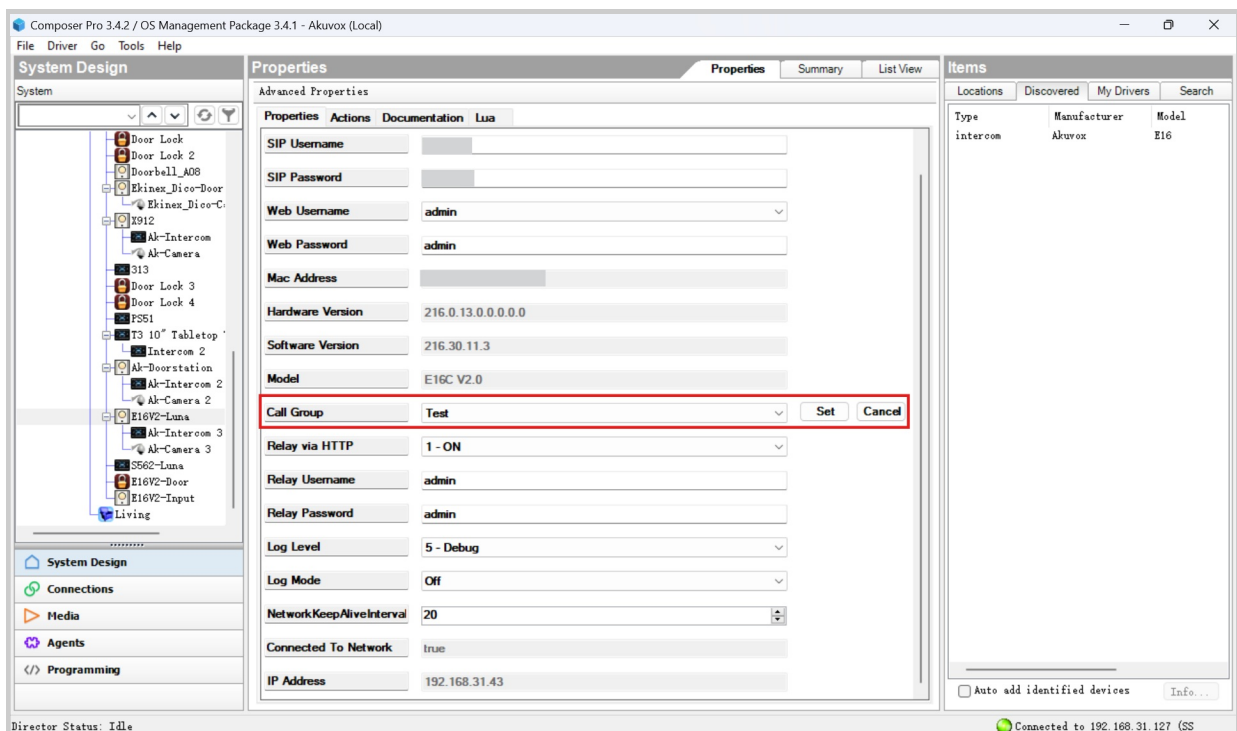 Composer Pro 3.4.2 / OS Management Package 3.4.1 - Akuvox (Local)
File Driver Go Tools Help
System Design
System
Door Lock
Door Lock 2
Doorbell_A08
Ekinex_Dico-Door
Ekinex_Dico-C
X912
Ak-Intercom
Ak-Camera
313
Door Lock 3
Door Lock 4
PS51
T3 10" Tabletop
Intercom 2
Ak-Doorstation
Ak-Intercom 2
Ak-Camera 2
E16V2-Luna
Ak-Intercom 3
Ak-Camera 3
S562-Luna
E16V2-Door
E16V2-Input
Living
System Design
Connections
Media
Agents
Programming
Properties
Properties Summary List View
Advanced Properties
Properties Actions Documentation Lua
SIP Username
SIP Password
Web Username admin
Web Password admin
Mac Address
Hardware Version 216.0.13.0.0.0.0.0
Software Version 216.30.11.3
Model E16C V2.0
Call Group Test Set Cancel
Relay via HTTP 1 - ON
Relay Username admin
Relay Password admin
Log Level 5 - Debug
Log Mode Off
NetworkKeepAliveInterval 20
Connected To Network true
IP Address 192.168.31.43
Items
Locations Discovered My Drivers Search
Type Manufacturer Model
intercom Akuvox E16
Auto add identified devices Info...
Director Status: Idle
Connected to 192.168.31.127 (SS